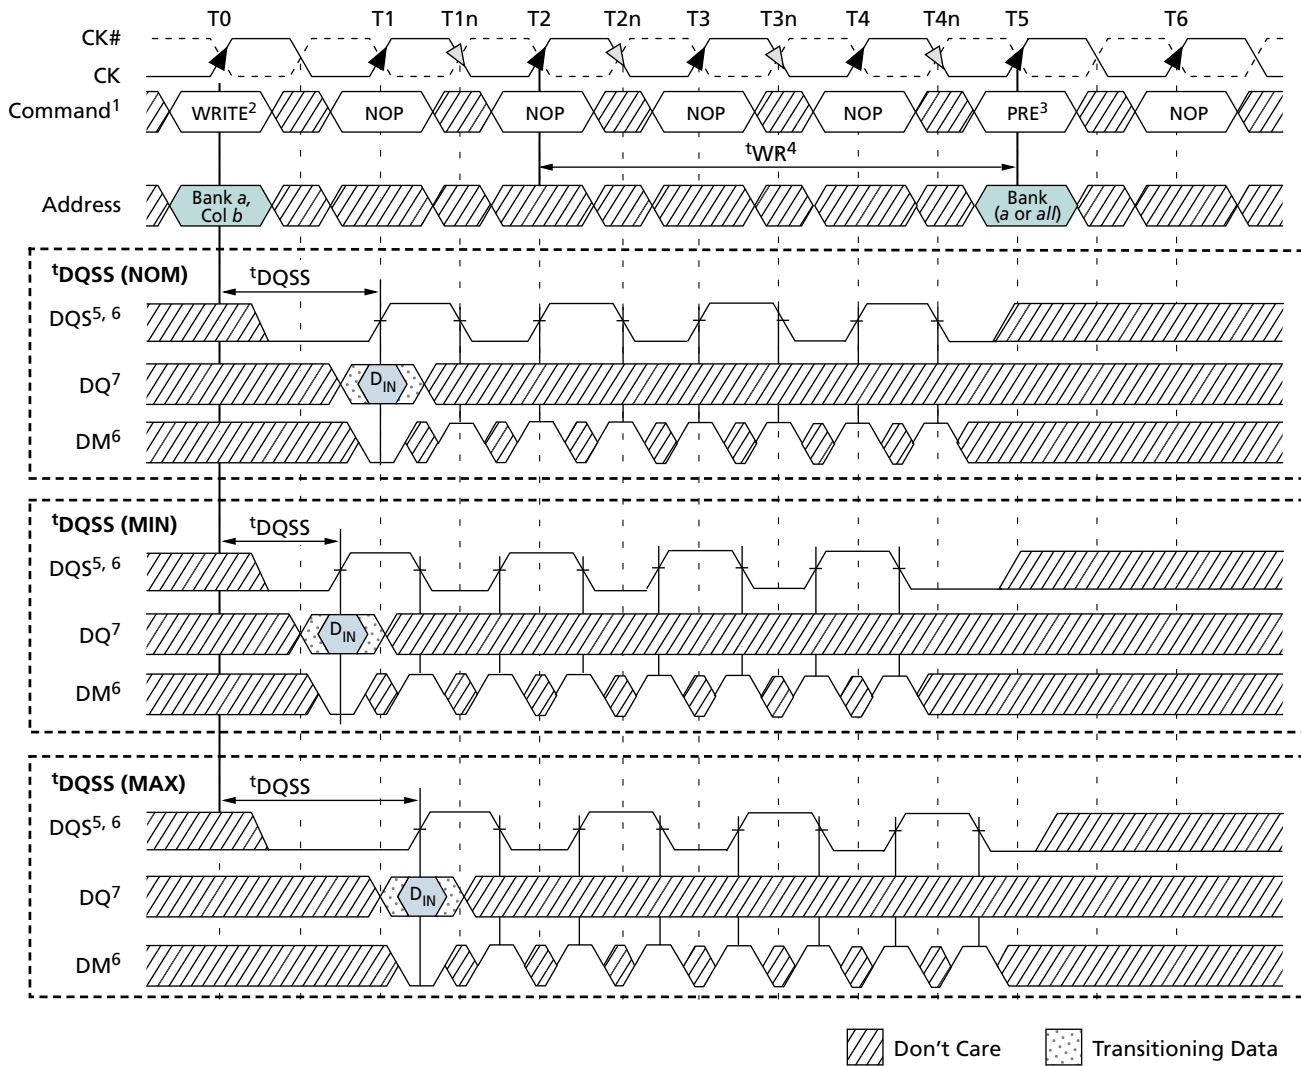 T0 T1 T1n T2 T2n T3 T3n T4 T4n T5 T6
CK#
CK
Command¹ WRITE² NOP NOP NOP NOP PRE³ NOP
ᵗWR⁴
Address Bank a, Col b Bank (a or all)
ᵗDQSS (NOM) ᵗDQSS
DQS⁵, ⁶
DQ⁷ DIN
DM⁶
ᵗDQSS (MIN) ᵗDQSS
DQS⁵, ⁶
DQ⁷ DIN
DM⁶
ᵗDQSS (MAX) ᵗDQSS
DQS⁵, ⁶
DQ⁷ DIN
DM⁶
Don't Care Transitioning Data